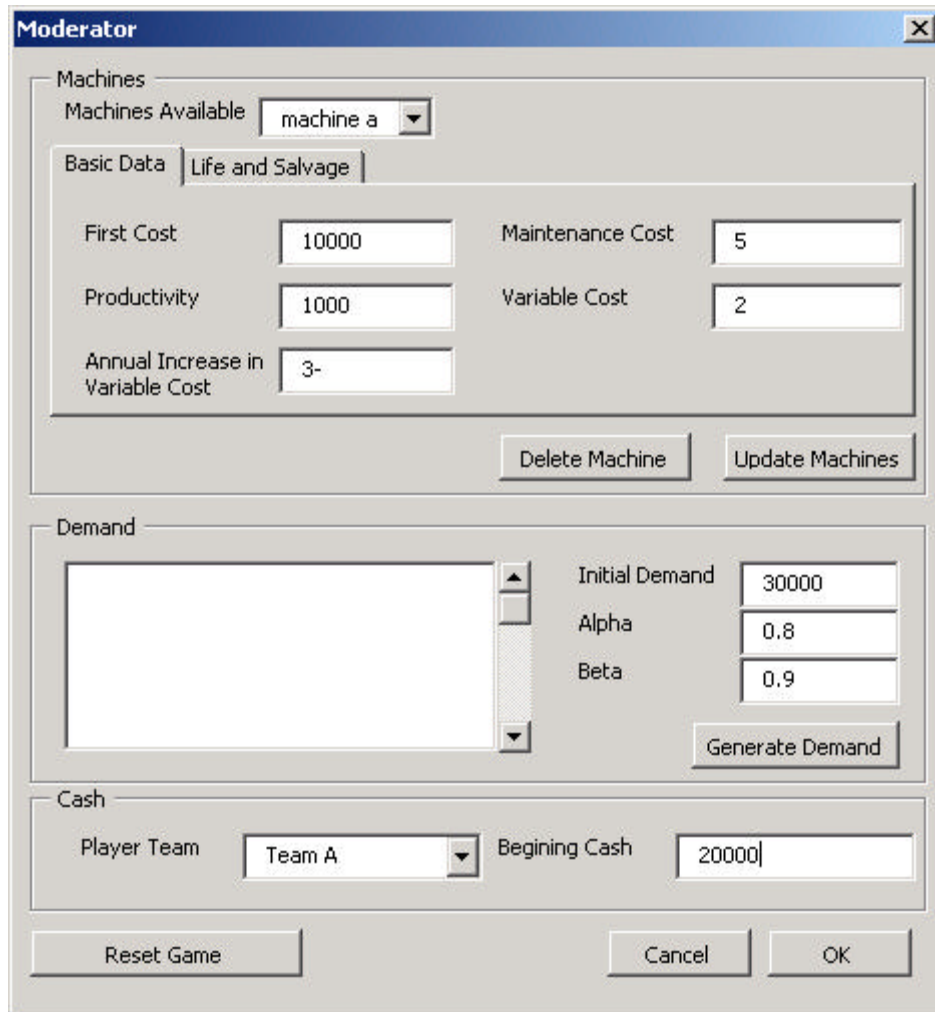 Moderator
Machines
Machines Available machine a
Basic Data Life and Salvage
First Cost 10000 Maintenance Cost 5
Productivity 1000 Variable Cost 2
Annual Increase in
Variable Cost 3-
Delete Machine Update Machines
Demand
Initial Demand 30000
Alpha 0.8
Beta 0.9
Generate Demand
Cash
Player Team Team A Begining Cash 20000
Reset Game Cancel OK